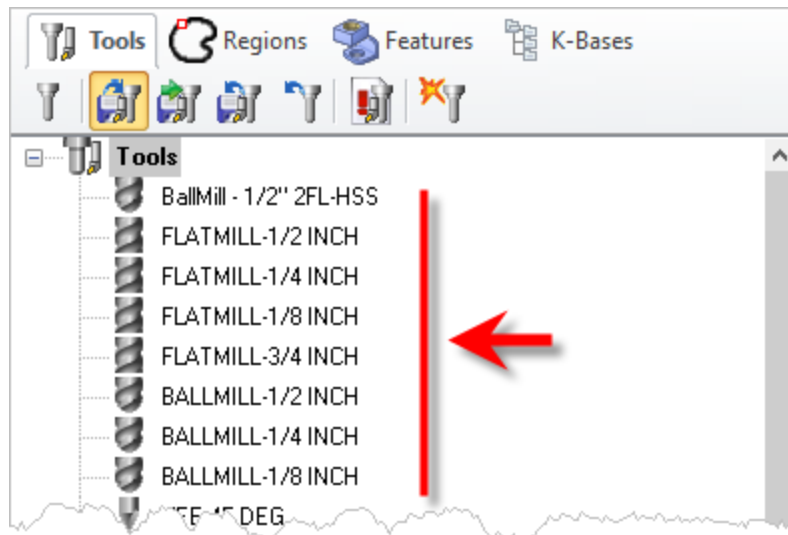 Tools Regions Features K-Bases
Tools
BallMill - 1/2" 2FL-HSS
FLATMILL-1/2 INCH
FLATMILL-1/4 INCH
FLATMILL-1/8 INCH
FLATMILL-3/4 INCH
BALLMILL-1/2 INCH
BALLMILL-1/4 INCH
BALLMILL-1/8 INCH
DEG